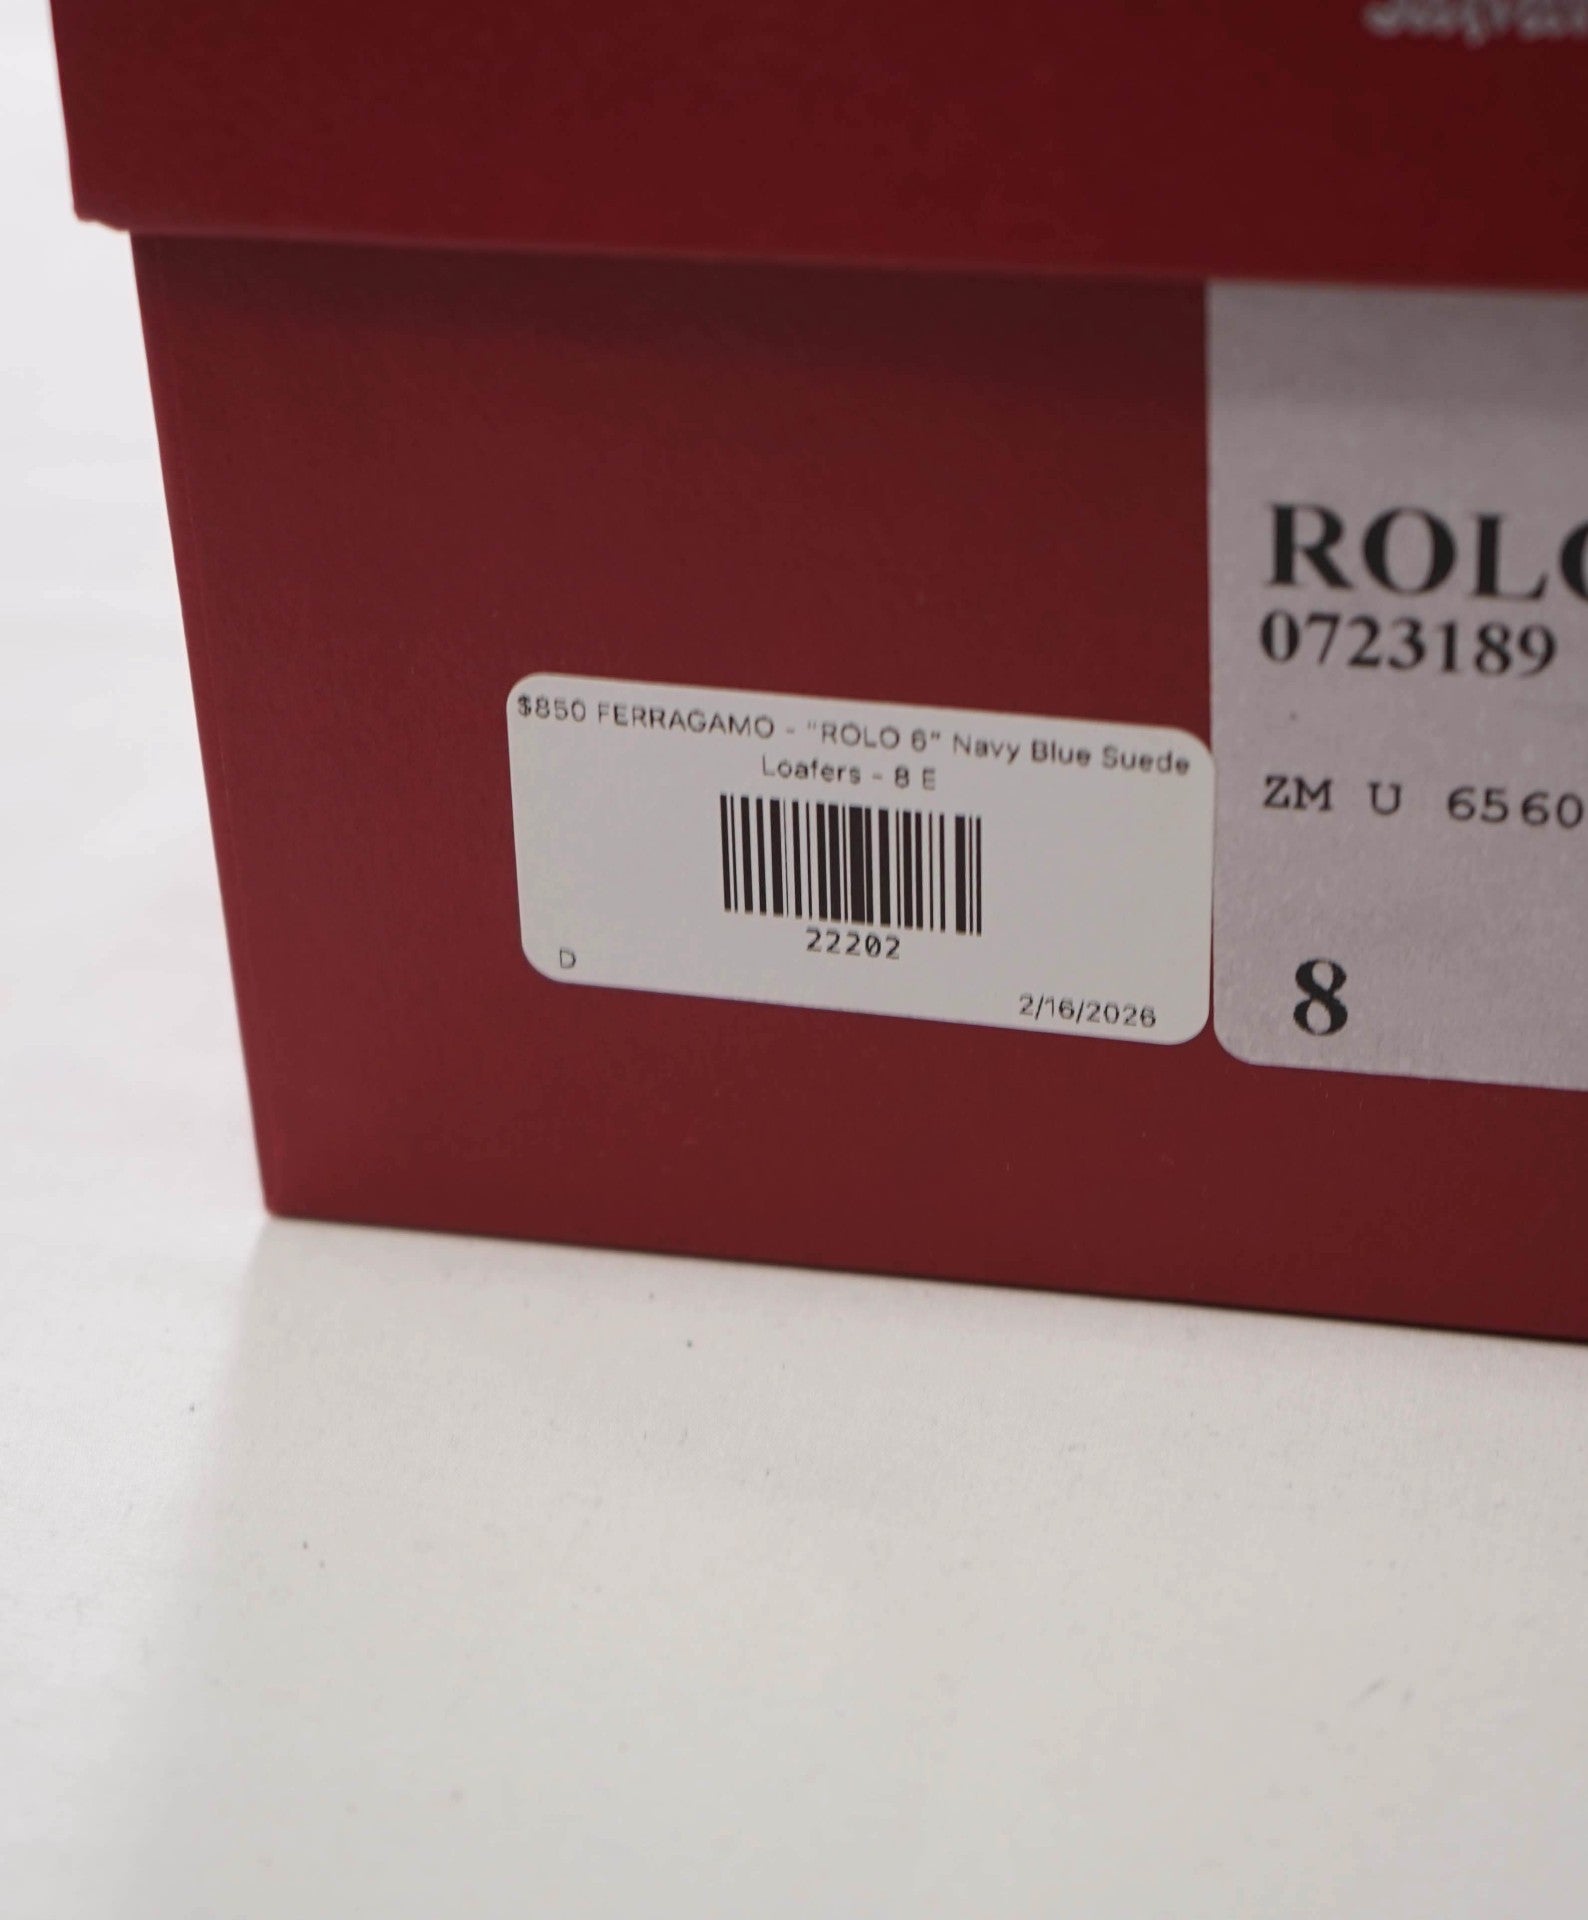 $850 FERRAGAMO - "ROLO 6" Navy Blue Suede
Loafers - 8 E
22202
D
2/16/2026
ROLO
0723189
ZM U 6560
8